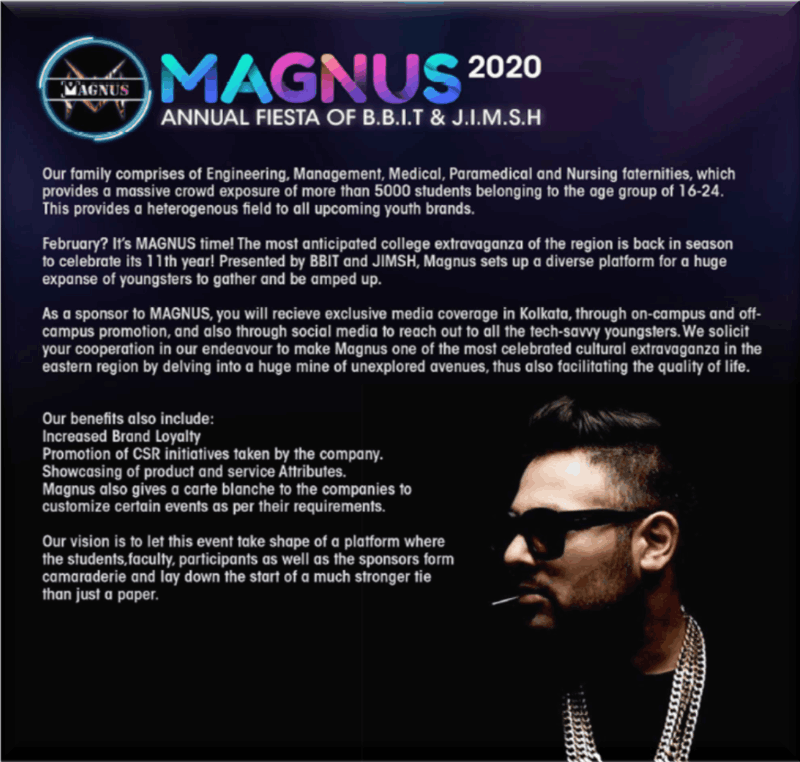 MAGNUS
MAGNUS 2020
ANNUAL FIESTA OF B.B.I.T & J.I.M.S.H
Our family comprises of Engineering, Management, Medical, Paramedical and Nursing faternities, which
provides a massive crowd exposure of more than 5000 students belonging to the age group of 16-24.
This provides a heterogenous field to all upcoming youth brands.
February? It's MAGNUS time! The most anticipated college extravaganza of the region is back in season
to celebrate its 11th year! Presented by BBIT and JIMSH, Magnus sets up a diverse platform for a huge
expanse of youngsters to gather and be amped up.
As a sponsor to MAGNUS, you will recieve exclusive media coverage in Kolkata, through on-campus and off-
campus promotion, and also through social media to reach out to all the tech-savvy youngsters. We solicit
your cooperation in our endeavour to make Magnus one of the most celebrated cultural extravaganza in the
eastern region by delving into a huge mine of unexplored avenues, thus also facilitating the quality of life.
Our benefits also include:
Increased Brand Loyalty
Promotion of CSR initiatives taken by the company.
Showcasing of product and service Attributes.
Magnus also gives a carte blanche to the companies to
customize certain events as per their requirements.
Our vision is to let this event take shape of a platform where
the students,faculty, participants as well as the sponsors form
camaraderie and lay down the start of a much stronger tie
than just a paper.